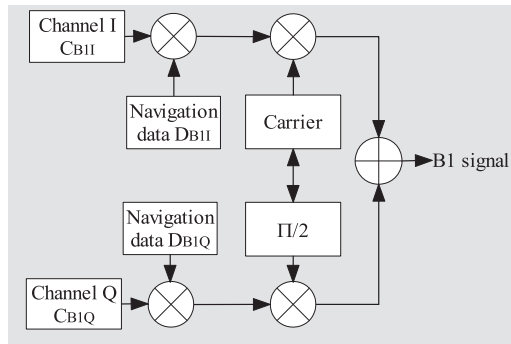 Channel I
CB1I
Navigation
data DB1I
Carrier
B1 signal
Navigation
data DB1Q
Π/2
Channel Q
CB1Q